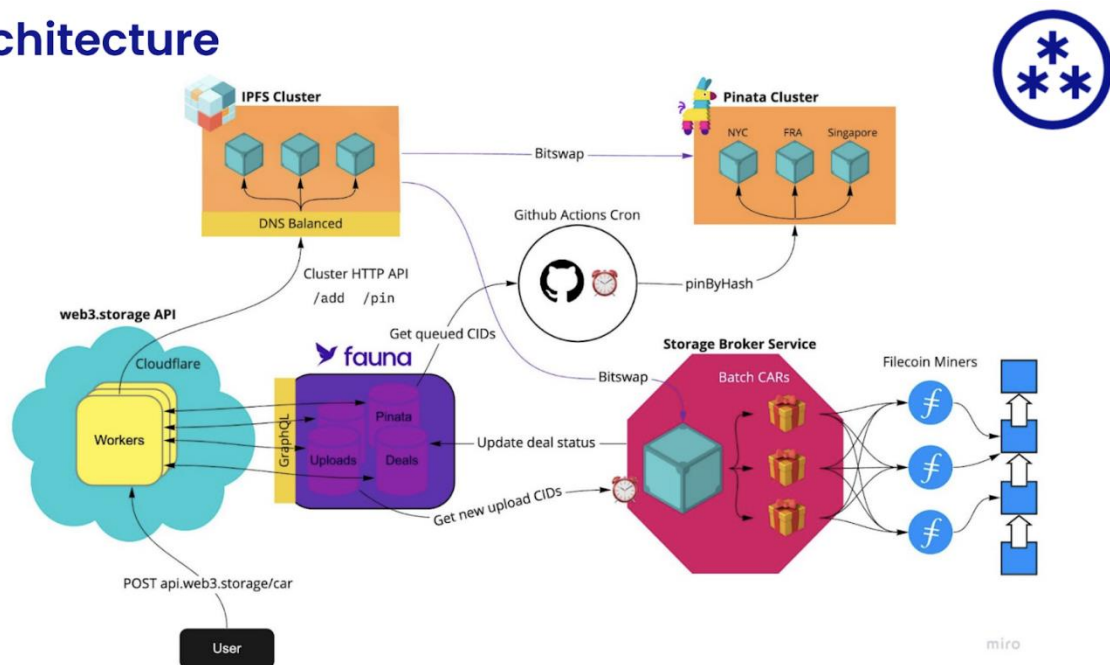 chitecture
IPFS Cluster
DNS Balanced
Bitswap
Pinata Cluster
NYC
FRA
Singapore
Github Actions Cron
pinByHash
Cluster HTTP API
/add /pin
web3.storage API
Cloudflare
Workers
Get queued CIDs
fauna
GraphQL
Pinata
Uploads
Deals
Bitswap
Update deal status
Get new upload CIDs
Storage Broker Service
Batch CARs
Filecoin Miners
POST api.web3.storage/car
User
miro